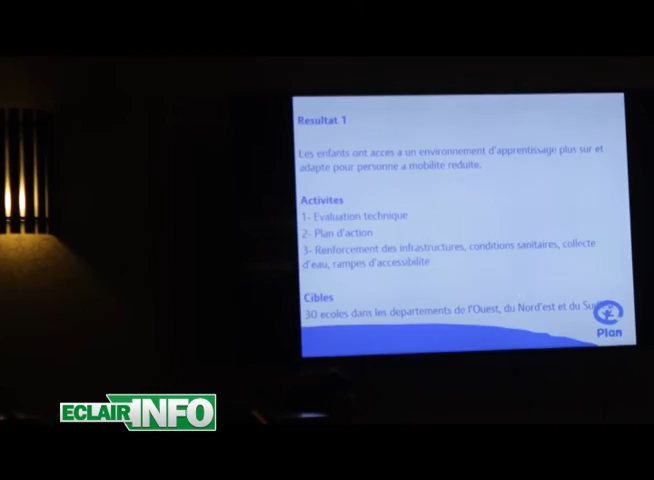 Resultat 1
Les enfants ont acces a un environnement d'apprentissage plus sur et
adapte pour personne a mobilite reduite.
Activites
1- Evaluation technique
2- Plan d'action
3- Renforcement des infrastructures, conditions sanitaires, collecte
d'eau, rampes d'accessibilite
Cibles
30 ecoles dans les departements de l'Ouest, du Nord'est et du
Plan
ECLAIR INFO